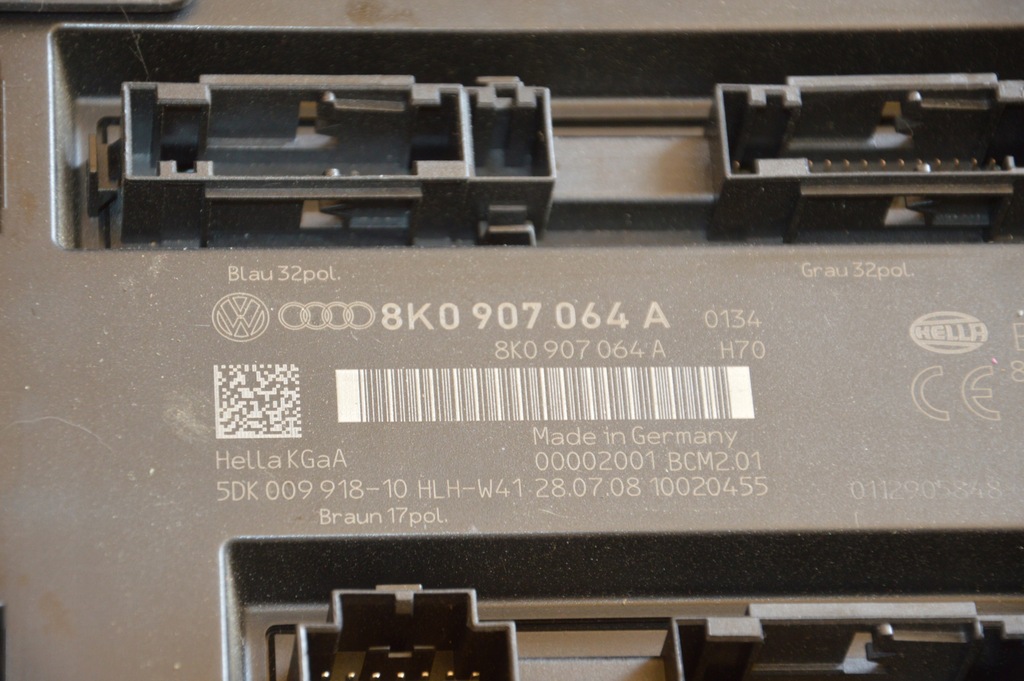 Blau 32pol.
Grau 32pol.
8K0 907 064 A 0134
8K0 907 064 A H70
HELLA
Made in Germany
Hella KGaA
00002001 BCM2.01
5DK 009 918-10 HLH-W41 28.07.08 10020455
0112905848
Braun 17pol.